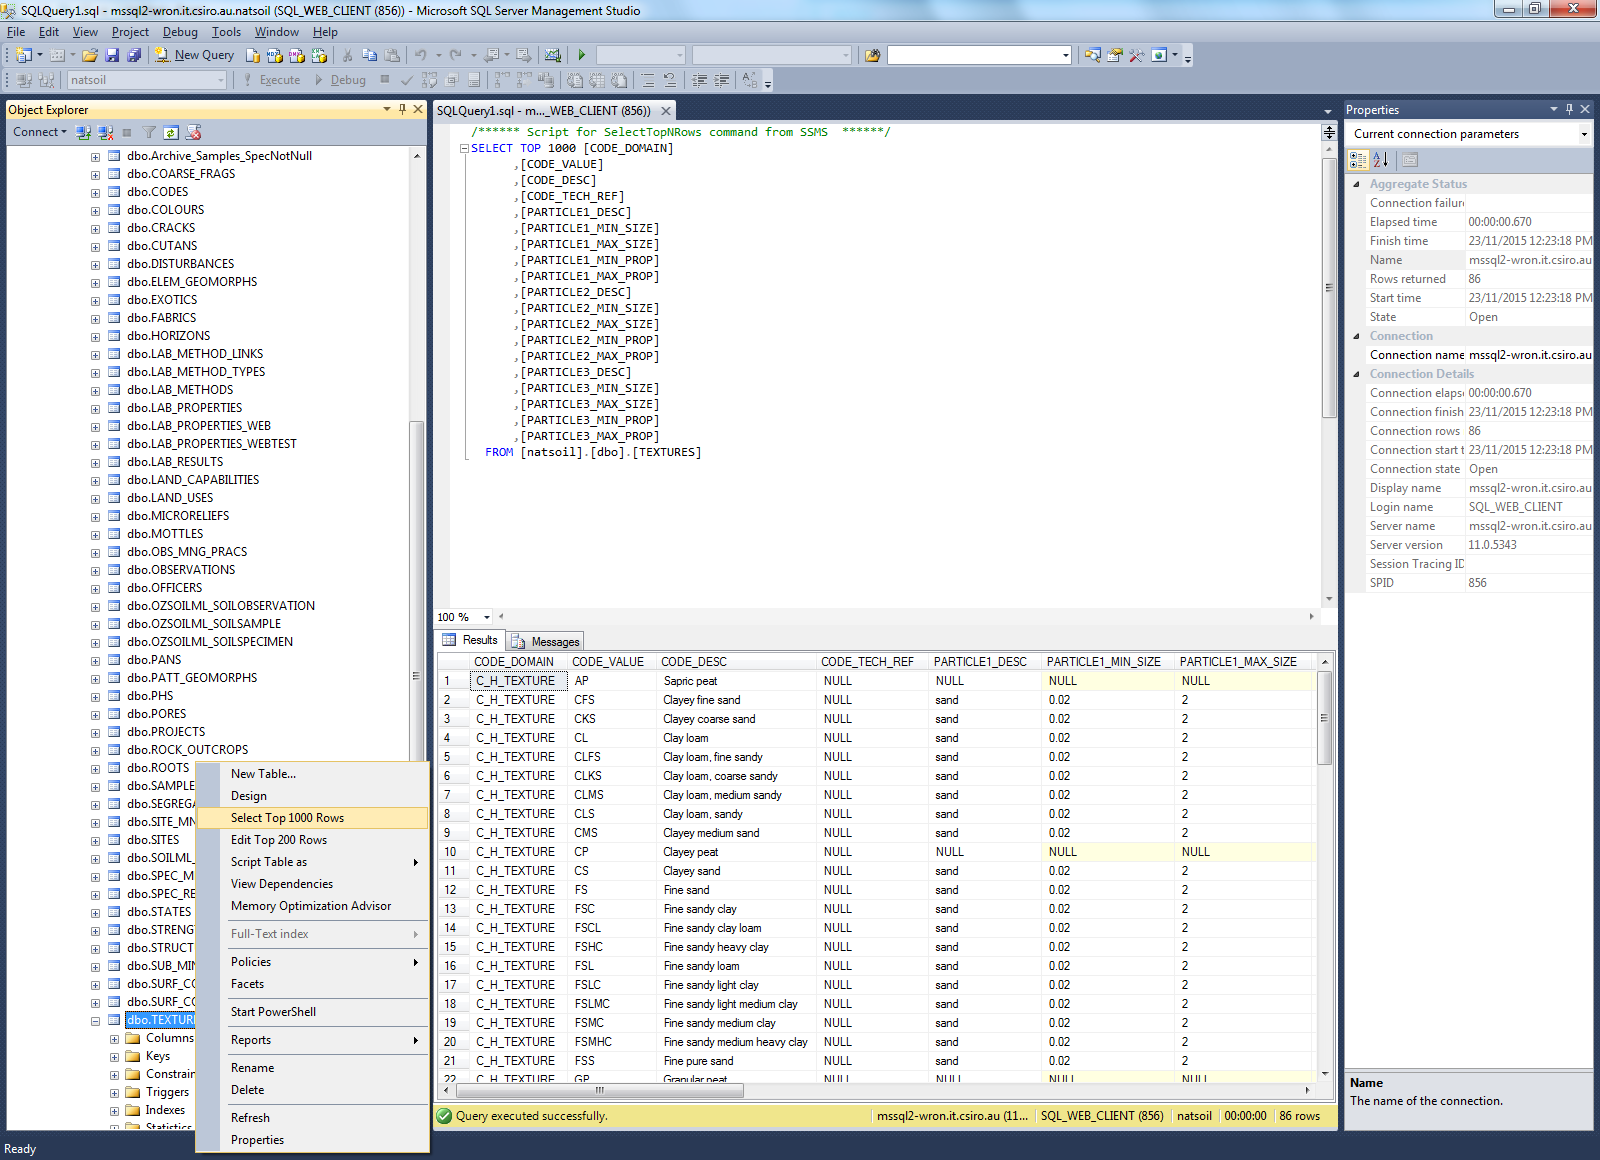 SQLQuery1.sql - mssql2-wron.it.csiro.au.natsoil (SQL_WEB_CLIENT (856)) - Microsoft SQL Server Management Studio
File Edit View Project Debug Tools Window Help
New Query
natsoil Execute Debug
Object Explorer
Connect
dbo.Archive_Samples_SpecNotNull
dbo.COARSE_FRAGS
dbo.CODES
dbo.COLOURS
dbo.CRACKS
dbo.CUTANS
dbo.DISTURBANCES
dbo.ELEM_GEOMORPHS
dbo.EXOTICS
dbo.FABRICS
dbo.HORIZONS
dbo.LAB_METHOD_LINKS
dbo.LAB_METHOD_TYPES
dbo.LAB_METHODS
dbo.LAB_PROPERTIES
dbo.LAB_PROPERTIES_WEB
dbo.LAB_PROPERTIES_WEBTEST
dbo.LAB_RESULTS
dbo.LAND_CAPABILITIES
dbo.LAND_USES
dbo.MICRORELIEFS
dbo.MOTTLES
dbo.OBS_MNG_PRACS
dbo.OBSERVATIONS
dbo.OFFICERS
dbo.OZSOILML_SOILOBSERVATION
dbo.OZSOILML_SOILSAMPLE
dbo.OZSOILML_SOILSPECIMEN
dbo.PANS
dbo.PATT_GEOMORPHS
dbo.PHS
dbo.PORES
dbo.PROJECTS
dbo.ROCK_OUTCROPS
dbo.ROOTS
dbo.SAMPLE
dbo.SEGREGA
dbo.SITE_MN
dbo.SITES
dbo.SOILML_
dbo.SPEC_M
dbo.SPEC_RE
dbo.STATES
dbo.STRENG
dbo.STRUCT
dbo.SUB_MIN
dbo.SURF_CO
dbo.SURF_CO
dbo.TEXTURE
Columns
Keys
Constrain
Triggers
Indexes
Statistics
New Table...
Design
Select Top 1000 Rows
Edit Top 200 Rows
Script Table as
View Dependencies
Memory Optimization Advisor
Full-Text index
Policies
Facets
Start PowerShell
Reports
Rename
Delete
Refresh
Properties
SQLQuery1.sql - m..._WEB_CLIENT (856))
/****** Script for SelectTopNRows command from SSMS ******/
SELECT TOP 1000 [CODE_DOMAIN]
,[CODE_VALUE]
,[CODE_DESC]
,[CODE_TECH_REF]
,[PARTICLE1_DESC]
,[PARTICLE1_MIN_SIZE]
,[PARTICLE1_MAX_SIZE]
,[PARTICLE1_MIN_PROP]
,[PARTICLE1_MAX_PROP]
,[PARTICLE2_DESC]
,[PARTICLE2_MIN_SIZE]
,[PARTICLE2_MAX_SIZE]
,[PARTICLE2_MIN_PROP]
,[PARTICLE2_MAX_PROP]
,[PARTICLE3_DESC]
,[PARTICLE3_MIN_SIZE]
,[PARTICLE3_MAX_SIZE]
,[PARTICLE3_MIN_PROP]
,[PARTICLE3_MAX_PROP]
FROM [natsoil].[dbo].[TEXTURES]
100 %
Results Messages
CODE_DOMAIN CODE_VALUE CODE_DESC CODE_TECH_REF PARTICLE1_DESC PARTICLE1_MIN_SIZE PARTICLE1_MAX_SIZE
1 C_H_TEXTURE AP Sapric peat NULL NULL NULL NULL
2 C_H_TEXTURE CFS Clayey fine sand NULL sand 0.02 2
3 C_H_TEXTURE CKS Clayey coarse sand NULL sand 0.02 2
4 C_H_TEXTURE CL Clay loam NULL sand 0.02 2
5 C_H_TEXTURE CLFS Clay loam, fine sandy NULL sand 0.02 2
6 C_H_TEXTURE CLKS Clay loam, coarse sandy NULL sand 0.02 2
7 C_H_TEXTURE CLMS Clay loam, medium sandy NULL sand 0.02 2
8 C_H_TEXTURE CLS Clay loam, sandy NULL sand 0.02 2
9 C_H_TEXTURE CMS Clayey medium sand NULL sand 0.02 2
10 C_H_TEXTURE CP Clayey peat NULL NULL NULL NULL
11 C_H_TEXTURE CS Clayey sand NULL sand 0.02 2
12 C_H_TEXTURE FS Fine sand NULL sand 0.02 2
13 C_H_TEXTURE FSC Fine sandy clay NULL sand 0.02 2
14 C_H_TEXTURE FSCL Fine sandy clay loam NULL sand 0.02 2
15 C_H_TEXTURE FSHC Fine sandy heavy clay NULL sand 0.02 2
16 C_H_TEXTURE FSL Fine sandy loam NULL sand 0.02 2
17 C_H_TEXTURE FSLC Fine sandy light clay NULL sand 0.02 2
18 C_H_TEXTURE FSLMC Fine sandy light medium clay NULL sand 0.02 2
19 C_H_TEXTURE FSMC Fine sandy medium clay NULL sand 0.02 2
20 C_H_TEXTURE FSMHC Fine sandy medium heavy clay NULL sand 0.02 2
21 C_H_TEXTURE FSS Fine pure sand NULL sand 0.02 2
22 C_H_TEXTURE GP Granular peat NULL NULL NULL NULL
Query executed successfully. mssql2-wron.it.csiro.au (11... SQL_WEB_CLIENT (856) natsoil 00:00:00 86 rows
Properties
Current connection parameters
Aggregate Status
Connection failure
Elapsed time 00:00:00.670
Finish time 23/11/2015 12:23:18 PM
Name mssql2-wron.it.csiro.au
Rows returned 86
Start time 23/11/2015 12:23:18 PM
State Open
Connection
Connection name mssql2-wron.it.csiro.au
Connection Details
Connection elaps 00:00:00.670
Connection finish 23/11/2015 12:23:18 PM
Connection rows 86
Connection start t 23/11/2015 12:23:18 PM
Connection state Open
Display name mssql2-wron.it.csiro.au
Login name SQL_WEB_CLIENT
Server name mssql2-wron.it.csiro.au
Server version 11.0.5343
Session Tracing ID
SPID 856
Name
The name of the connection.
Ready